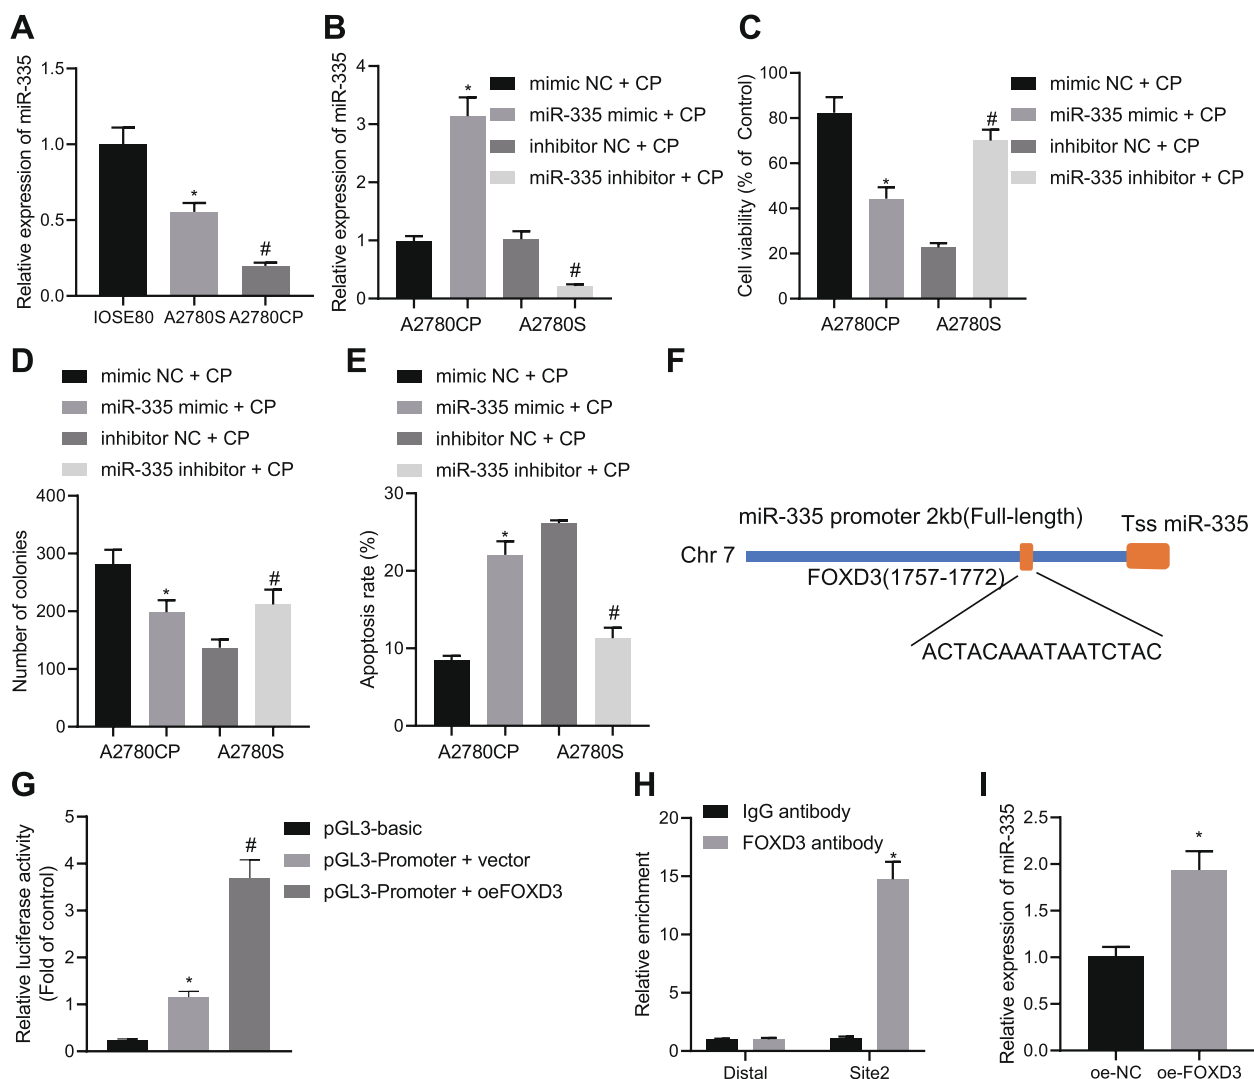 A
Relative expression of miR-335
1.5
1.0
0.5
0.0
*
#
IOSE80 A2780S A2780CP
B
Relative expression of miR-335
4
3
2
1
0
*
#
mimic NC + CP
miR-335 mimic + CP
inhibitor NC + CP
miR-335 inhibitor + CP
A2780CP A2780S
C
Cell viability (% of Control)
100
80
60
40
20
0
*
#
mimic NC + CP
miR-335 mimic + CP
inhibitor NC + CP
miR-335 inhibitor + CP
A2780CP A2780S
D
mimic NC + CP
miR-335 mimic + CP
inhibitor NC + CP
miR-335 inhibitor + CP
Number of colonies
400
300
200
100
0
*
#
A2780CP A2780S
E
mimic NC + CP
miR-335 mimic + CP
inhibitor NC + CP
miR-335 inhibitor + CP
Apoptosis rate (%)
30
20
10
0
*
#
A2780CP A2780S
F
miR-335 promoter 2kb(Full-length)
Tss miR-335
Chr 7
FOXD3(1757-1772)
ACTACAAATAATCTAC
G
Relative luciferase activity
(Fold of control)
5
4
3
2
1
0
*
#
pGL3-basic
pGL3-Promoter + vector
pGL3-Promoter + oeFOXD3
H
IgG antibody
FOXD3 antibody
Relative enrichment
20
15
10
5
0
*
Distal Site2
I
Relative expression of miR-335
2.5
2.0
1.5
1.0
0.5
0.0
*
oe-NC oe-FOXD3